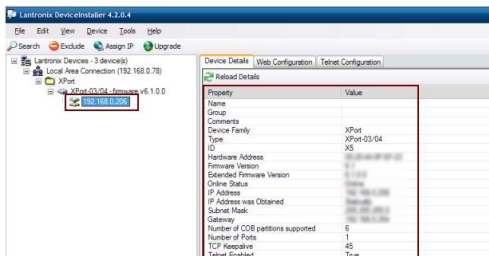 Lantronix DeviceInstaller 4.2.0.4
File Edit View Device Tools Help
Search Exclude Assign IP Upgrade
Lantronix Devices - 3 device(s)
Local Area Connection (192.168.0.78)
XPort
XPort-03/04 - firmware v6.1.0.0
192.168.0.206
Device Details Web Configuration Telnet Configuration
Reload Details
Property Value
Name
Group
Comments
Device Family XPort
Type XPort-03/04
ID X5
Hardware Address
Firmware Version
Extended Firmware Version
Online Status
IP Address
IP Address was Obtained
Subnet Mask
Gateway
Number of COB partitions supported 6
Number of Ports 1
TCP Keepalive 45
Telnet Enabled True